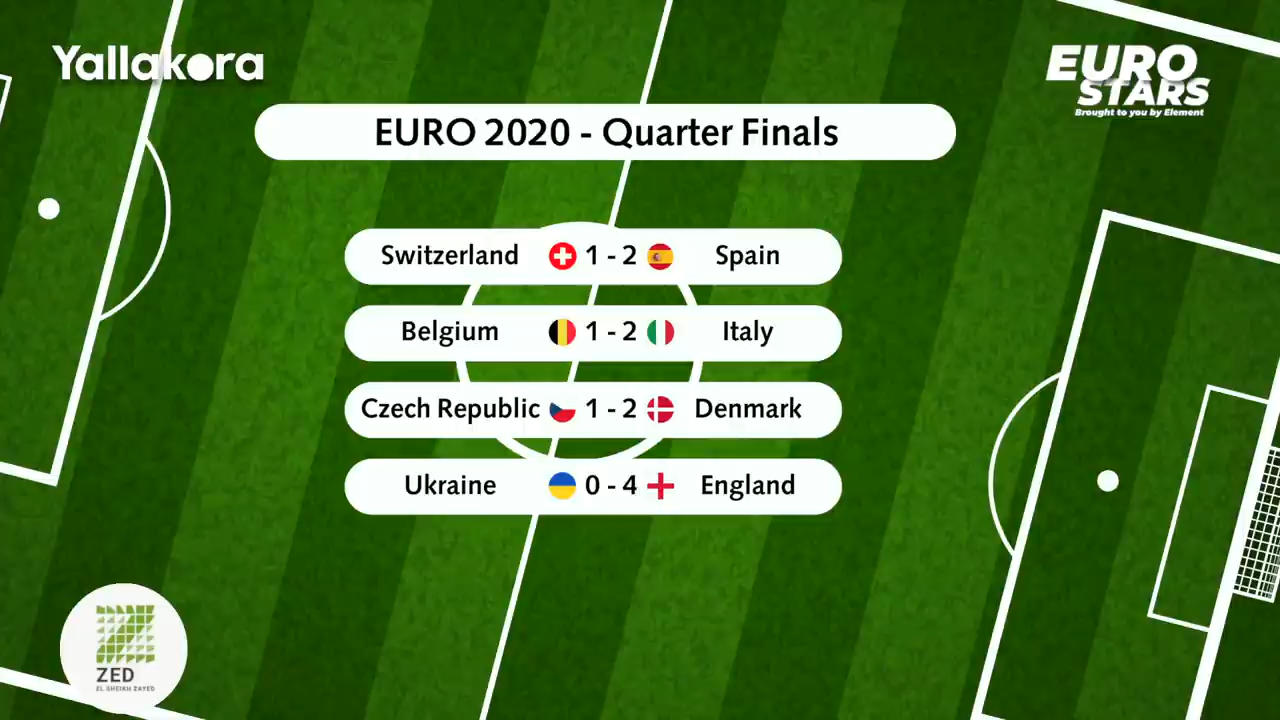 Yallakora
EURO
STARS
Brought to you by Element
EURO 2020 - Quarter Finals
Switzerland 1 - 2 Spain
Belgium 1 - 2 Italy
Czech Republic 1 - 2 Denmark
Ukraine 0 - 4 England
ZED
EL SHEIKH ZAYED